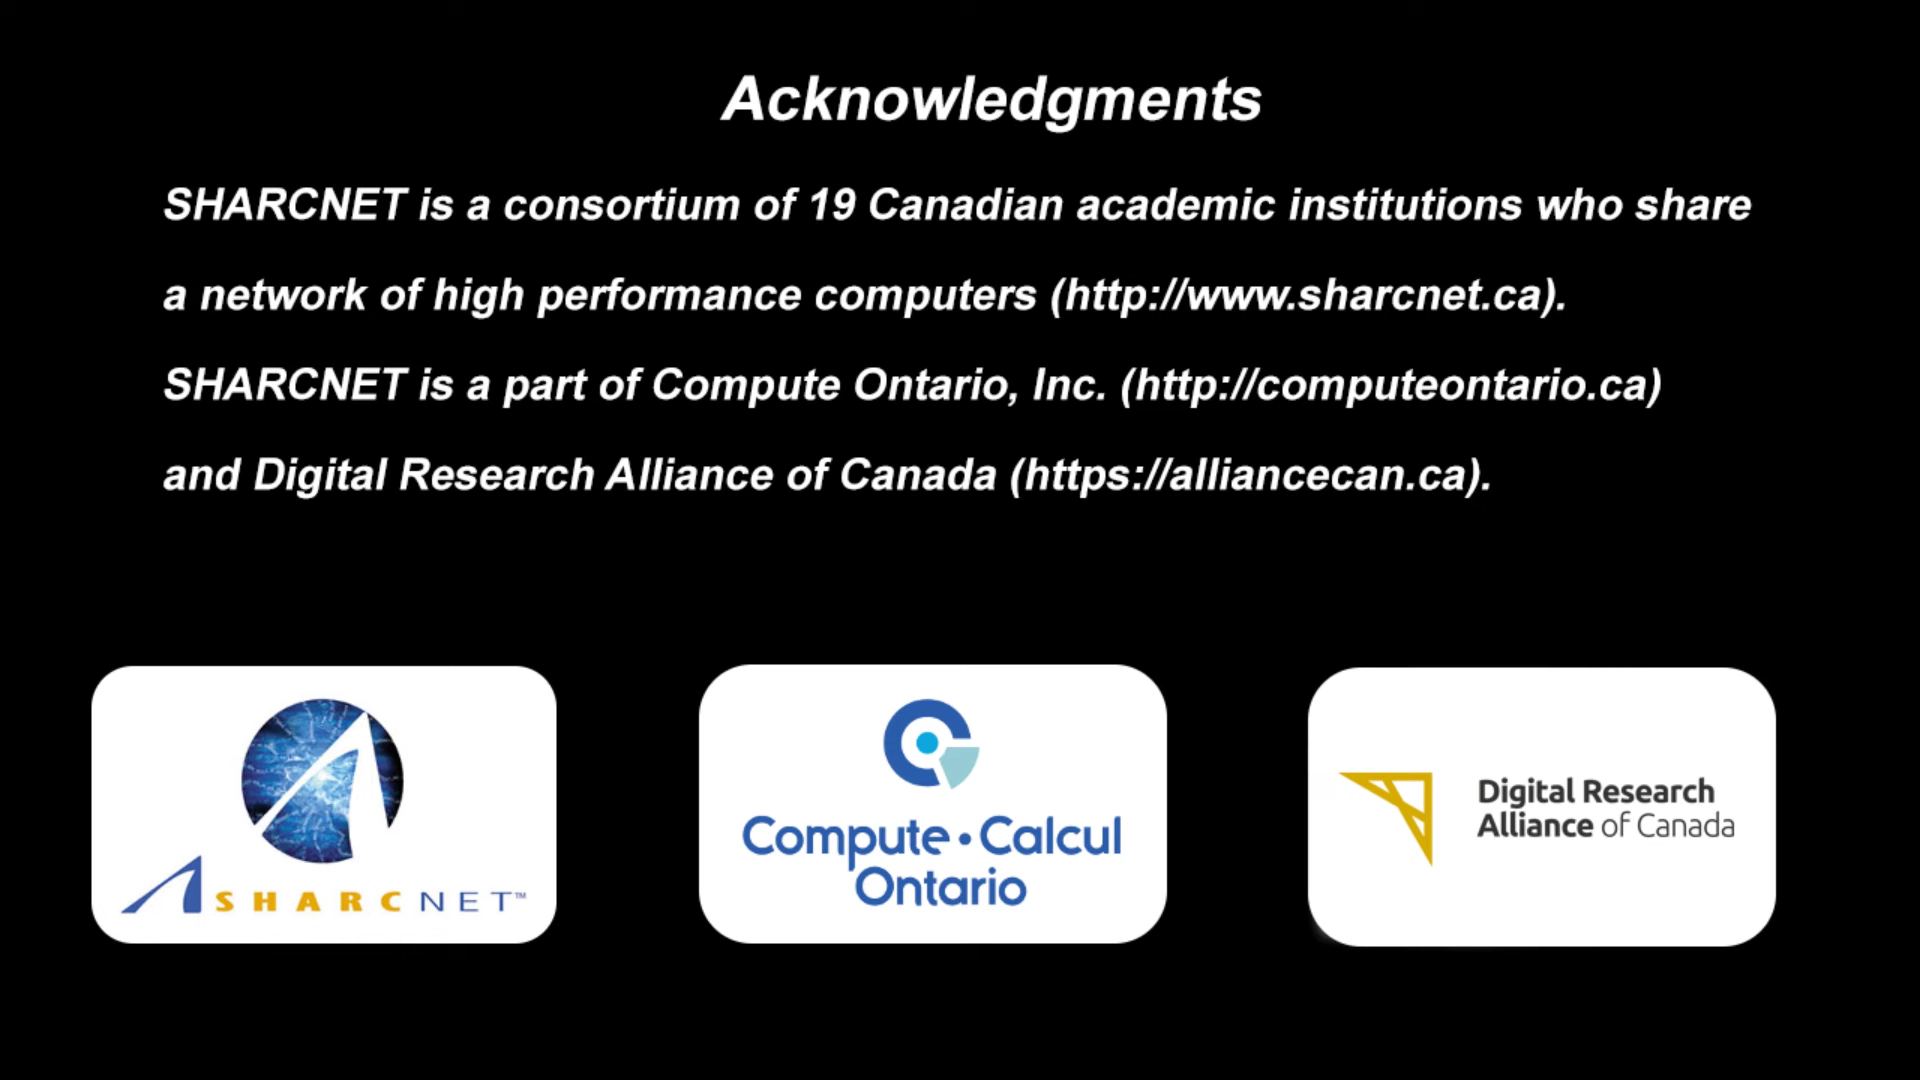 Acknowledgments
SHARCNET is a consortium of 19 Canadian academic institutions who share
a network of high performance computers (http://www.sharcnet.ca).
SHARCNET is a part of Compute Ontario, Inc. (http://computeontario.ca)
and Digital Research Alliance of Canada (https://alliancecan.ca).
SHARCNET™
Compute • Calcul
Ontario
Digital Research
Alliance of Canada